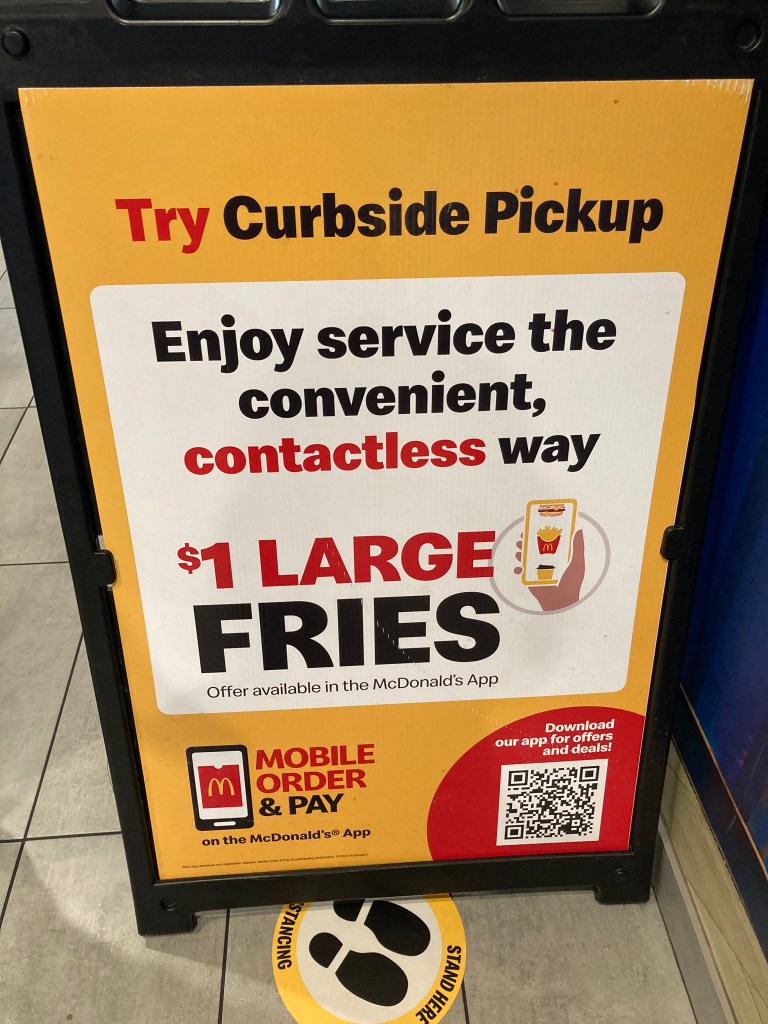 Try Curbside Pickup
Enjoy service the
convenient,
contactless way
$1 LARGE
FRIES
Offer available in the McDonald's App
MOBILE
ORDER
& PAY
on the McDonald's® App
Download
our app for offers
and deals!
STANCING
STAND HERE